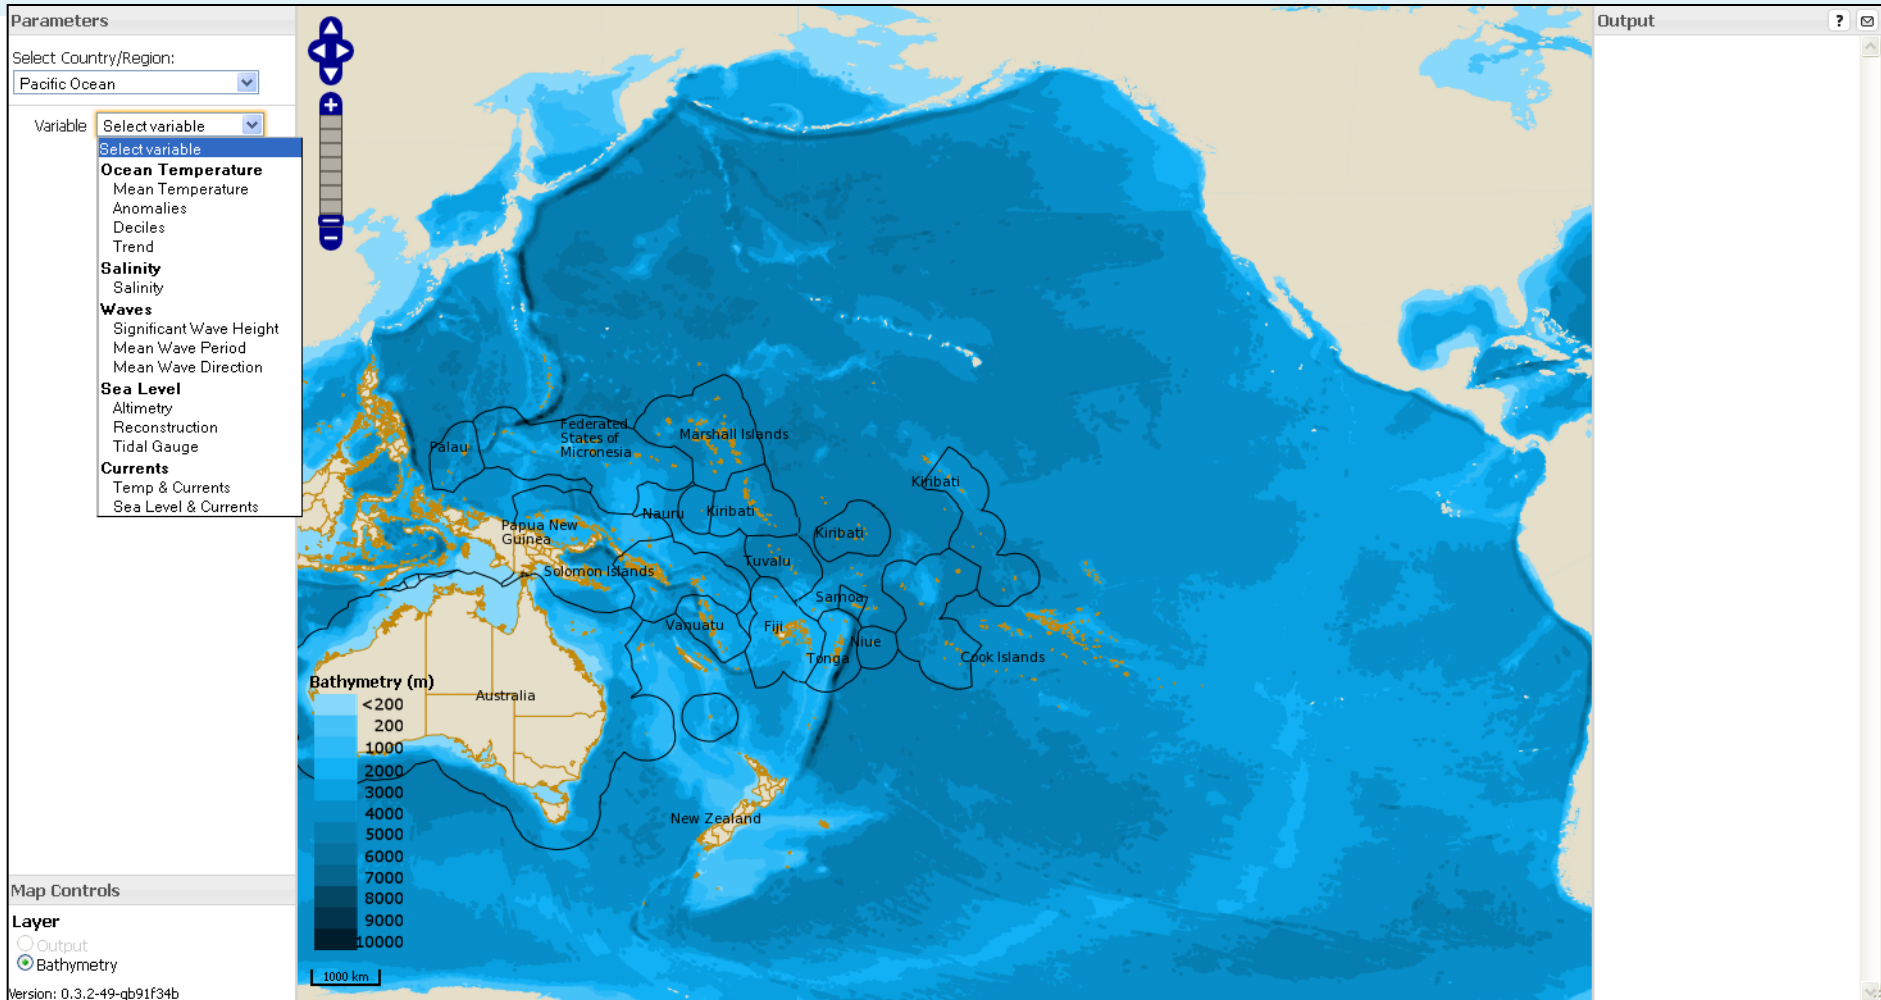 Parameters
Select Country/Region:
Pacific Ocean
Variable
Select variable
Select variable
Ocean Temperature
Mean Temperature
Anomalies
Deciles
Trend
Salinity
Salinity
Waves
Significant Wave Height
Mean Wave Period
Mean Wave Direction
Sea Level
Altimetry
Reconstruction
Tidal Gauge
Currents
Temp & Currents
Sea Level & Currents
Map Controls
Layer
Output
Bathymetry
Version: 0.3.2-49-gb91f34b
Palau
Federated
States of
Micronesia
Marshall Islands
Kiribati
Nauru
Kiribati
Papua New
Guinea
Kiribati
Solomon Islands
Tuvalu
Samoa
Vanuatu
Fiji
Niue
Tonga
Cook Islands
Australia
New Zealand
Bathymetry (m)
<200
200
1000
2000
3000
4000
5000
6000
7000
8000
9000
10000
1000 km
Output
?